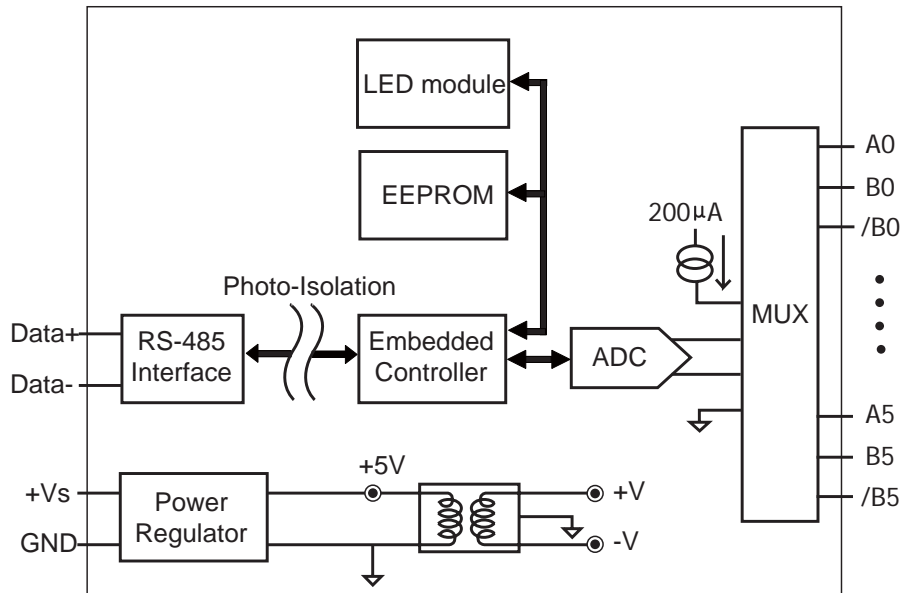 LED module
EEPROM
Photo-Isolation
Data+
Data-
RS-485
Interface
Embedded
Controller
ADC
200µA
MUX
A0
B0
/B0
A5
B5
/B5
+Vs
GND
Power
Regulator
+5V
+V
-V